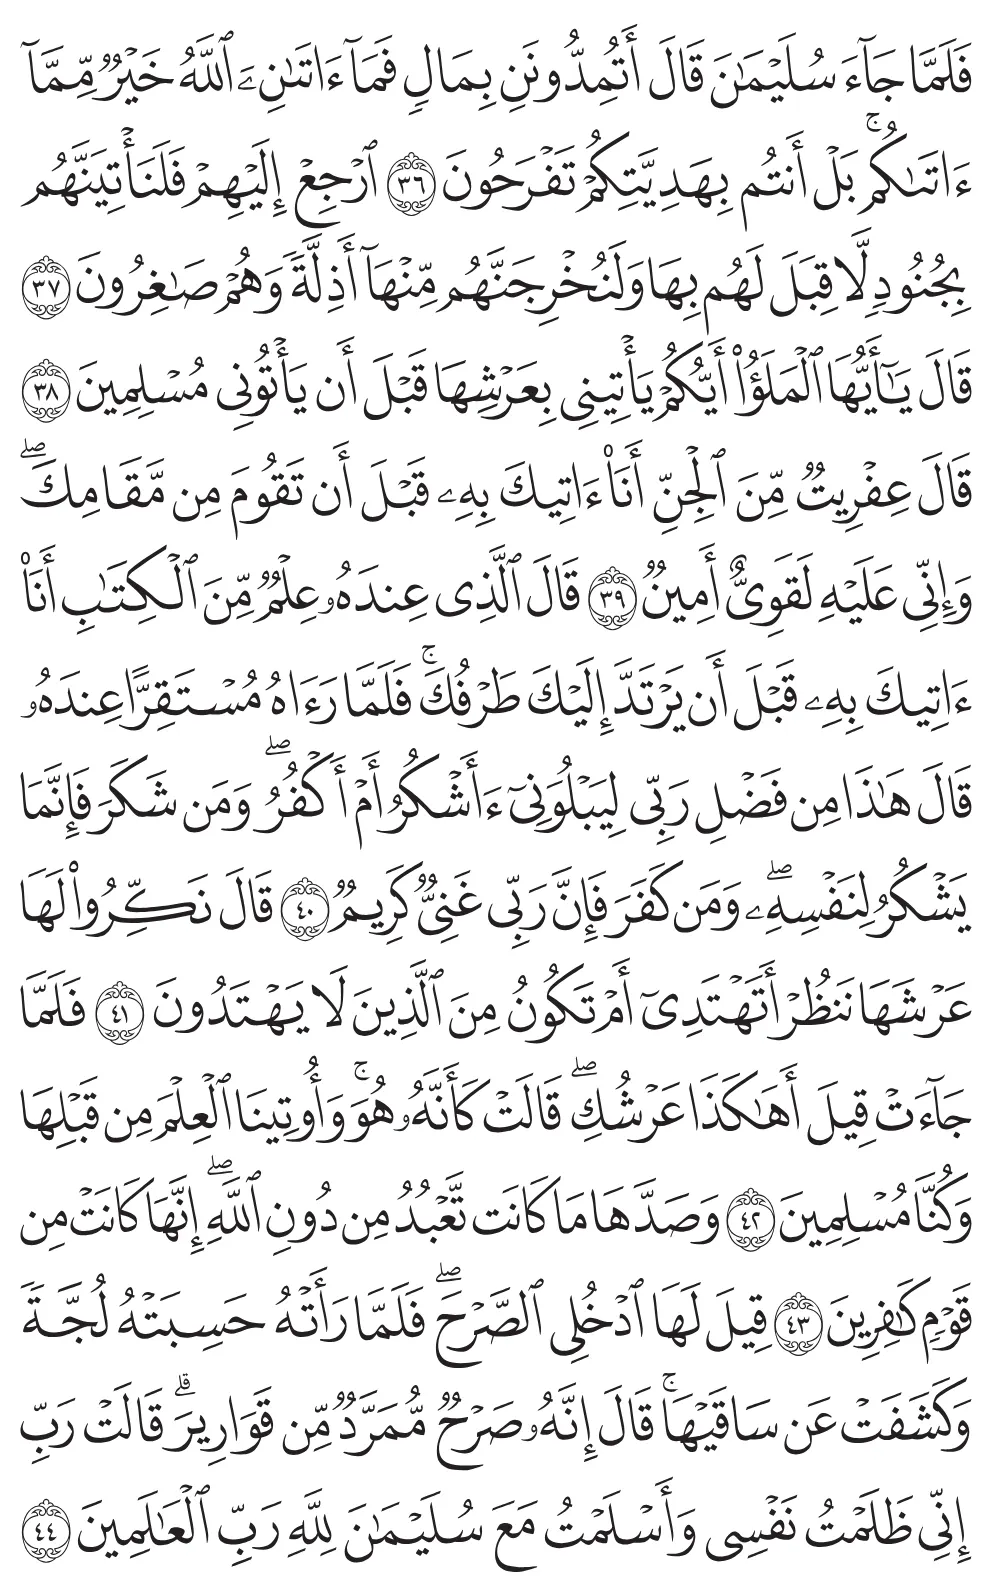 فَلَمَّا جَآءَ سُلَيْمَـٰنَ قَالَ أَتُمِدُّونَنِ بِمَالٍ فَمَآ ءَاتَىٰنِۦَ ٱللَّهُ خَيْرٌ مِّمَّآ
ءَاتَىٰكُمۚ بَلْ أَنتُم بِهَدِيَّتِكُمْ تَفْرَحُونَ ٣٦ ٱرْجِعْ إِلَيْهِمْ فَلَنَأْتِيَنَّهُم
بِجُنُودٍ لَّا قِبَلَ لَهُم بِهَا وَلَنُخْرِجَنَّهُم مِّنْهَآ أَذِلَّةً وَهُمْ صَـٰغِرُونَ ٣٧
قَالَ يَـٰٓأَيُّهَا ٱلْمَلَؤُا۟ أَيُّكُمْ يَأْتِينِى بِعَرْشِهَا قَبْلَ أَن يَأْتُونِى مُسْلِمِينَ ٣٨
قَالَ عِفْرِيتٌ مِّنَ ٱلْجِنِّ أَنَا۠ ءَاتِيكَ بِهِۦ قَبْلَ أَن تَقُومَ مِن مَّقَامِكَۖ
وَإِنِّى عَلَيْهِ لَقَوِىٌّ أَمِينٌ ٣٩ قَالَ ٱلَّذِى عِندَهُۥ عِلْمٌ مِّنَ ٱلْكِتَـٰبِ أَنَا۠
ءَاتِيكَ بِهِۦ قَبْلَ أَن يَرْتَدَّ إِلَيْكَ طَرْفُكَۚ فَلَمَّا رَءَاهُ مُسْتَقِرًّا عِندَهُۥ
قَالَ هَـٰذَا مِن فَضْلِ رَبِّى لِيَبْلُوَنِىٓ ءَأَشْكُرُ أَمْ أَكْفُرُۖ وَمَن شَكَرَ فَإِنَّمَا
يَشْكُرُ لِنَفْسِهِۦۖ وَمَن كَفَرَ فَإِنَّ رَبِّى غَنِىٌّ كَرِيمٌ ٤٠ قَالَ نَكِّرُوا۟ لَهَا
عَرْشَهَا نَنظُرْ أَتَهْتَدِىٓ أَمْ تَكُونُ مِنَ ٱلَّذِينَ لَا يَهْتَدُونَ ٤١ فَلَمَّا
جَآءَتْ قِيلَ أَهَـٰكَذَا عَرْشُكِۖ قَالَتْ كَأَنَّهُۥ هُوَۚ وَأُوتِينَا ٱلْعِلْمَ مِن قَبْلِهَا
وَكُنَّا مُسْلِمِينَ ٤٢ وَصَدَّهَا مَا كَانَت تَّعْبُدُ مِن دُونِ ٱللَّهِۖ إِنَّهَا كَانَتْ مِن
قَوْمٍ كَـٰفِرِينَ ٤٣ قِيلَ لَهَا ٱدْخُلِى ٱلصَّرْحَۖ فَلَمَّا رَأَتْهُ حَسِبَتْهُ لُجَّةً
وَكَشَفَتْ عَن سَاقَيْهَاۚ قَالَ إِنَّهُۥ صَرْحٌ مُّمَرَّدٌ مِّن قَوَارِيرَۗ قَالَتْ رَبِّ
إِنِّى ظَلَمْتُ نَفْسِى وَأَسْلَمْتُ مَعَ سُلَيْمَـٰنَ لِلَّهِ رَبِّ ٱلْعَـٰلَمِينَ ٤٤